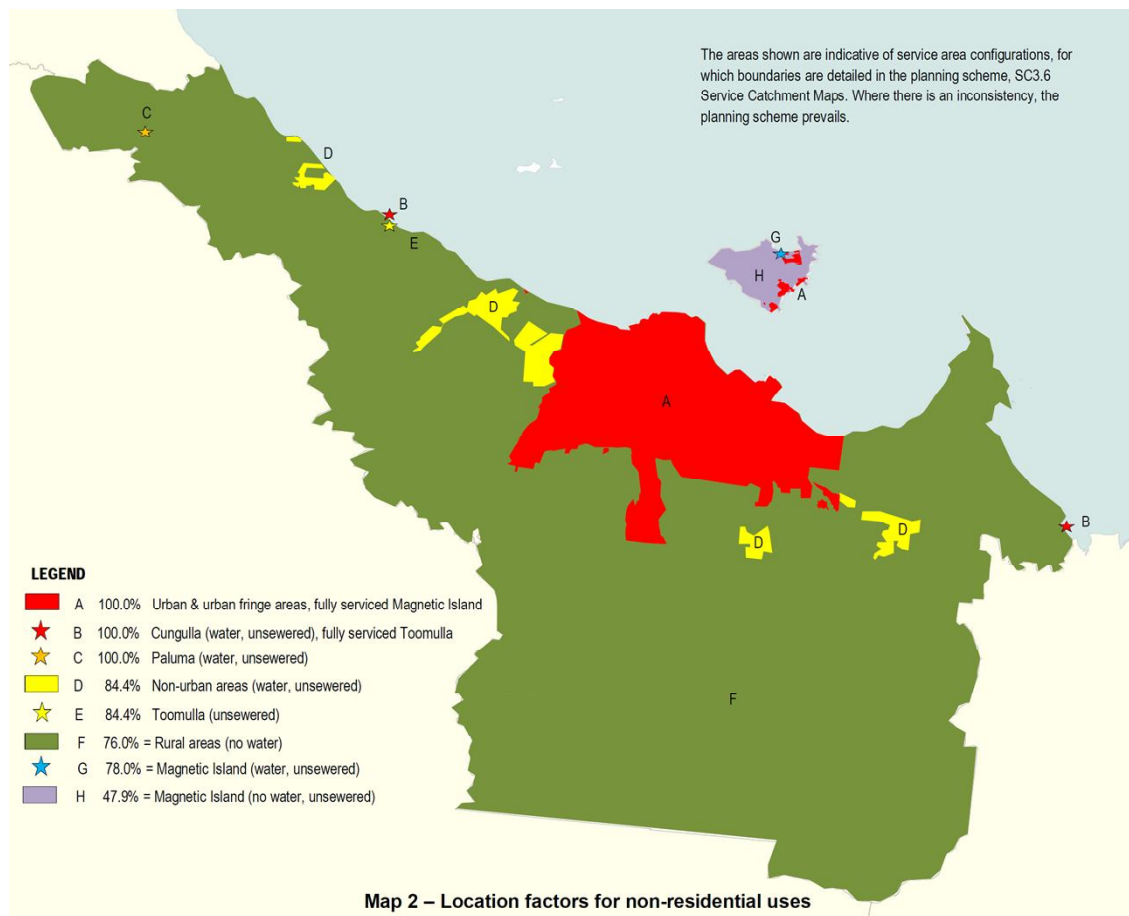 The areas shown are indicative of service area configurations, for
which boundaries are detailed in the planning scheme, SC3.6
Service Catchment Maps. Where there is an inconsistency, the
planning scheme prevails.
C
D
B
E
G
H
A
D
A
D
D
B
F
LEGEND
A 100.0% Urban & urban fringe areas, fully serviced Magnetic Island
B 100.0% Cungulla (water, unsewered), fully serviced Toomulla
C 100.0% Paluma (water, unsewered)
D 84.4% Non-urban areas (water, unsewered)
E 84.4% Toomulla (unsewered)
F 76.0% = Rural areas (no water)
G 78.0% = Magnetic Island (water, unsewered)
H 47.9% = Magnetic Island (no water, unsewered)
Map 2 – Location factors for non-residential uses